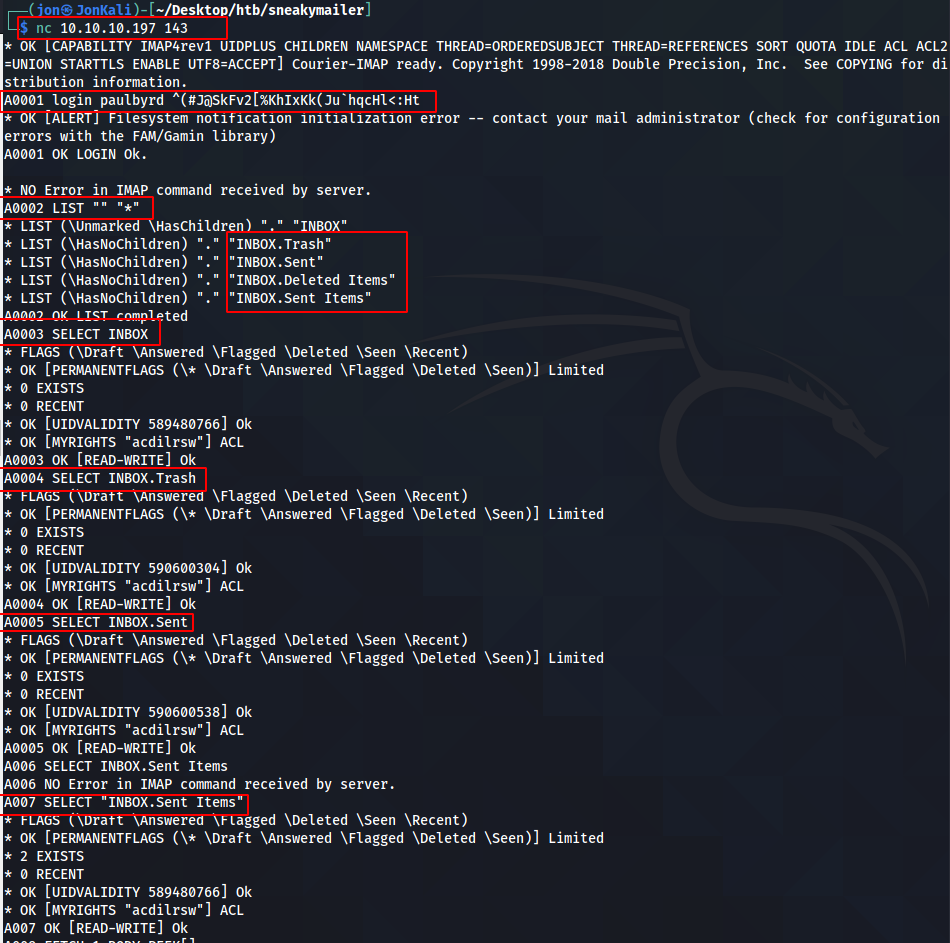 ┌──(jon㉿JonKali)-[~/Desktop/htb/sneakymailer]
└─$ nc 10.10.10.197 143
* OK [CAPABILITY IMAP4rev1 UIDPLUS CHILDREN NAMESPACE THREAD=ORDEREDSUBJECT THREAD=REFERENCES SORT QUOTA IDLE ACL ACL2
=UNION STARTTLS ENABLE UTF8=ACCEPT] Courier-IMAP ready. Copyright 1998-2018 Double Precision, Inc.  See COPYING for di
stribution information.
A0001 login paulbyrd ^(#J@SkFv2[%KhIxKk(Ju`hqcHl<:Ht
* OK [ALERT] Filesystem notification initialization error -- contact your mail administrator (check for configuration
errors with the FAM/Gamin library)
A0001 OK LOGIN Ok.
* NO Error in IMAP command received by server.
A0002 LIST "" "*"
* LIST (\Unmarked \HasChildren) "." "INBOX"
* LIST (\HasNoChildren) "." "INBOX.Trash"
* LIST (\HasNoChildren) "." "INBOX.Sent"
* LIST (\HasNoChildren) "." "INBOX.Deleted Items"
* LIST (\HasNoChildren) "." "INBOX.Sent Items"
A0002 OK LIST completed
A0003 SELECT INBOX
* FLAGS (\Draft \Answered \Flagged \Deleted \Seen \Recent)
* OK [PERMANENTFLAGS (\* \Draft \Answered \Flagged \Deleted \Seen)] Limited
* 0 EXISTS
* 0 RECENT
* OK [UIDVALIDITY 589480766] Ok
* OK [MYRIGHTS "acdilrsw"] ACL
A0003 OK [READ-WRITE] Ok
A0004 SELECT INBOX.Trash
* FLAGS (\Draft \Answered \Flagged \Deleted \Seen \Recent)
* OK [PERMANENTFLAGS (\* \Draft \Answered \Flagged \Deleted \Seen)] Limited
* 0 EXISTS
* 0 RECENT
* OK [UIDVALIDITY 590600304] Ok
* OK [MYRIGHTS "acdilrsw"] ACL
A0004 OK [READ-WRITE] Ok
A0005 SELECT INBOX.Sent
* FLAGS (\Draft \Answered \Flagged \Deleted \Seen \Recent)
* OK [PERMANENTFLAGS (\* \Draft \Answered \Flagged \Deleted \Seen)] Limited
* 0 EXISTS
* 0 RECENT
* OK [UIDVALIDITY 590600538] Ok
* OK [MYRIGHTS "acdilrsw"] ACL
A0005 OK [READ-WRITE] Ok
A006 SELECT INBOX.Sent Items
A006 NO Error in IMAP command received by server.
A007 SELECT "INBOX.Sent Items"
* FLAGS (\Draft \Answered \Flagged \Deleted \Seen \Recent)
* OK [PERMANENTFLAGS (\* \Draft \Answered \Flagged \Deleted \Seen)] Limited
* 2 EXISTS
* 0 RECENT
* OK [UIDVALIDITY 589480766] Ok
* OK [MYRIGHTS "acdilrsw"] ACL
A007 OK [READ-WRITE] Ok